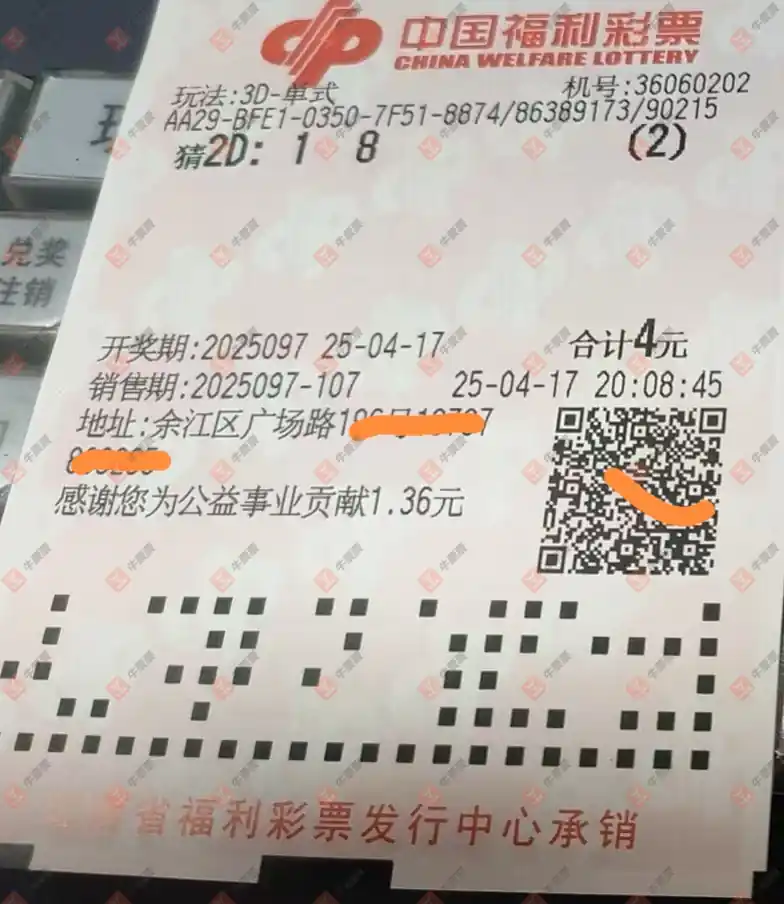 中国福利彩票
CHINA WELFARE LOTTERY
玩法:3D-单式 机号:36060202
AA29-BFE1-0350-7F51-8874/86389173/90215
猜2D: 1 8 (2)
兑奖
注销
开奖期:2025097 25-04-17 合计4元
销售期:2025097-107 25-04-17 20:08:45
地址:余江区广场路1
感谢您为公益事业贡献1.36元
省福利彩票发行中心承销
牛票票